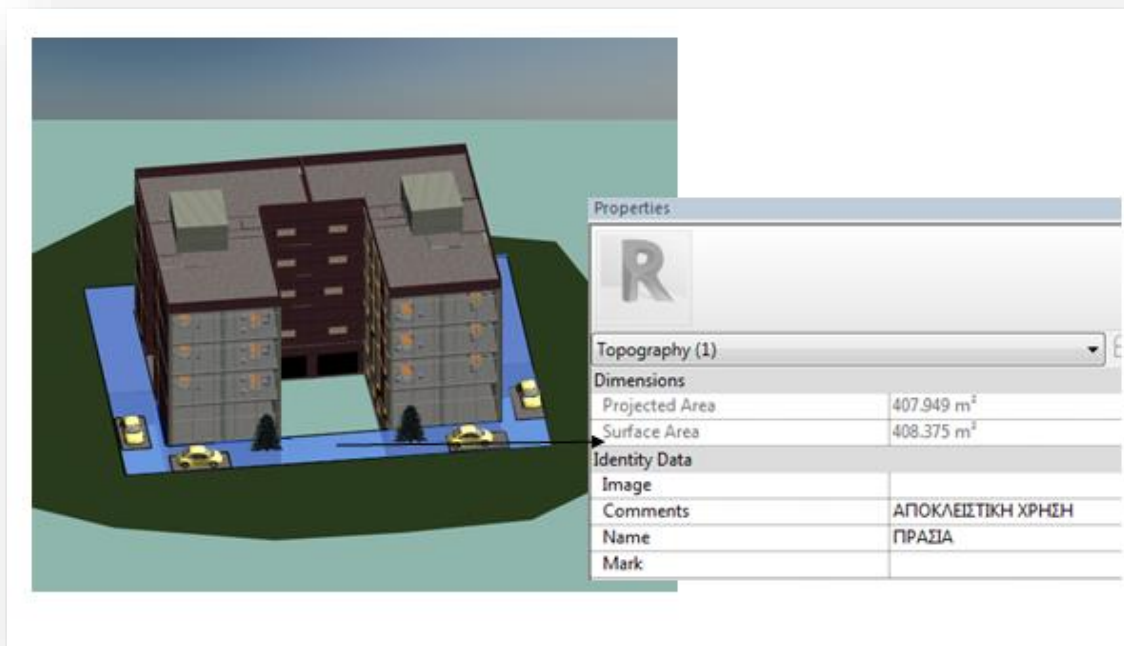 Properties
R
Topography (1)
Dimensions
Projected Area 407.949 m²
Surface Area 408.375 m²
Identity Data
Image
Comments ΑΠΟΚΛΕΙΣΤΙΚΗ ΧΡΗΣΗ
Name ΠΡΑΣΙΑ
Mark